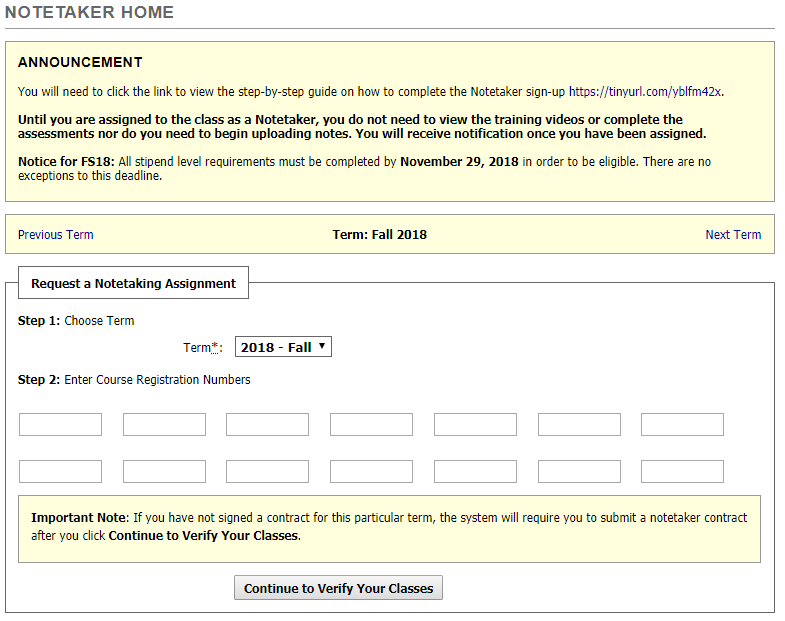 NOTETAKER HOME
ANNOUNCEMENT
You will need to click the link to view the step-by-step guide on how to complete the Notetaker sign-up https://tinyurl.com/yblfm42x.
Until you are assigned to the class as a Notetaker, you do not need to view the training videos or complete the
assessments nor do you need to begin uploading notes. You will receive notification once you have been assigned.
Notice for FS18: All stipend level requirements must be completed by November 29, 2018 in order to be eligible. There are no
exceptions to this deadline.
Previous Term Term: Fall 2018 Next Term
Request a Notetaking Assignment
Step 1: Choose Term
Term*: 2018 - Fall
Step 2: Enter Course Registration Numbers
Important Note: If you have not signed a contract for this particular term, the system will require you to submit a notetaker contract
after you click Continue to Verify Your Classes.
Continue to Verify Your Classes